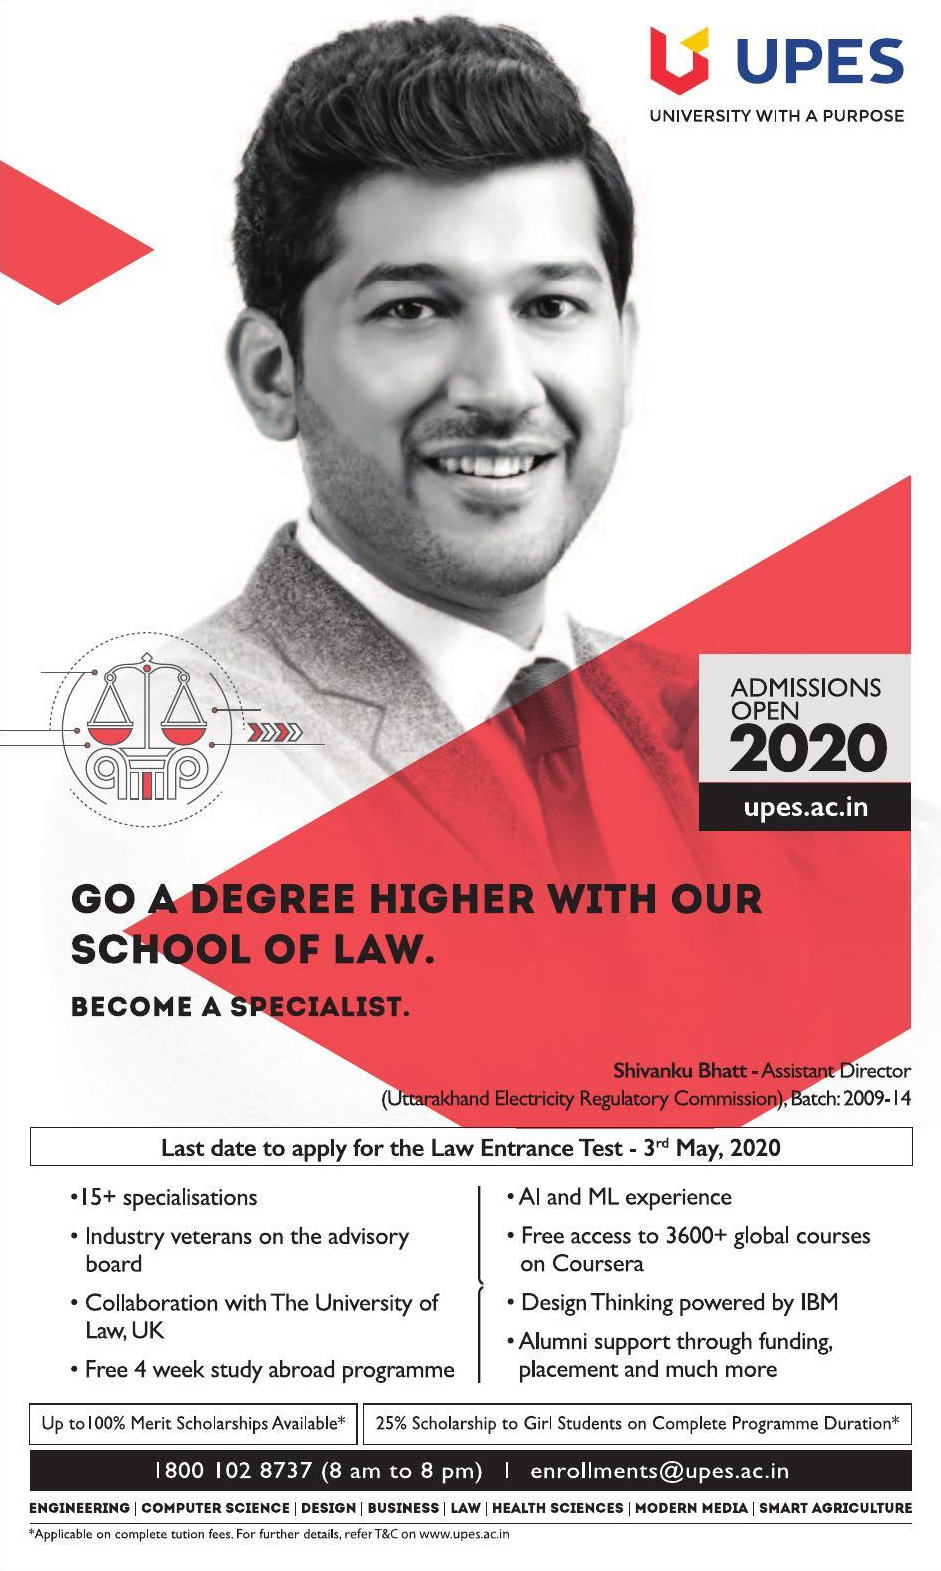 UPES
UNIVERSITY WITH A PURPOSE
ADMISSIONS
OPEN
2020
upes.ac.in
GO A DEGREE HIGHER WITH OUR
SCHOOL OF LAW.
BECOME A SPECIALIST.
Shivanku Bhatt - Assistant Director
(Uttarakhand Electricity Regulatory Commission), Batch: 2009-14
Last date to apply for the Law Entrance Test - 3rd May, 2020
•15+ specialisations
• Industry veterans on the advisory
board
• Collaboration with The University of
Law, UK
• Free 4 week study abroad programme
• AI and ML experience
• Free access to 3600+ global courses
on Coursera
• Design Thinking powered by IBM
• Alumni support through funding,
placement and much more
Up to100% Merit Scholarships Available*
25% Scholarship to Girl Students on Complete Programme Duration*
1800 102 8737 (8 am to 8 pm) | enrollments@upes.ac.in
ENGINEERING | COMPUTER SCIENCE | DESIGN | BUSINESS | LAW | HEALTH SCIENCES | MODERN MEDIA | SMART AGRICULTURE
*Applicable on complete tution fees. For further details, refer T&C on www.upes.ac.in